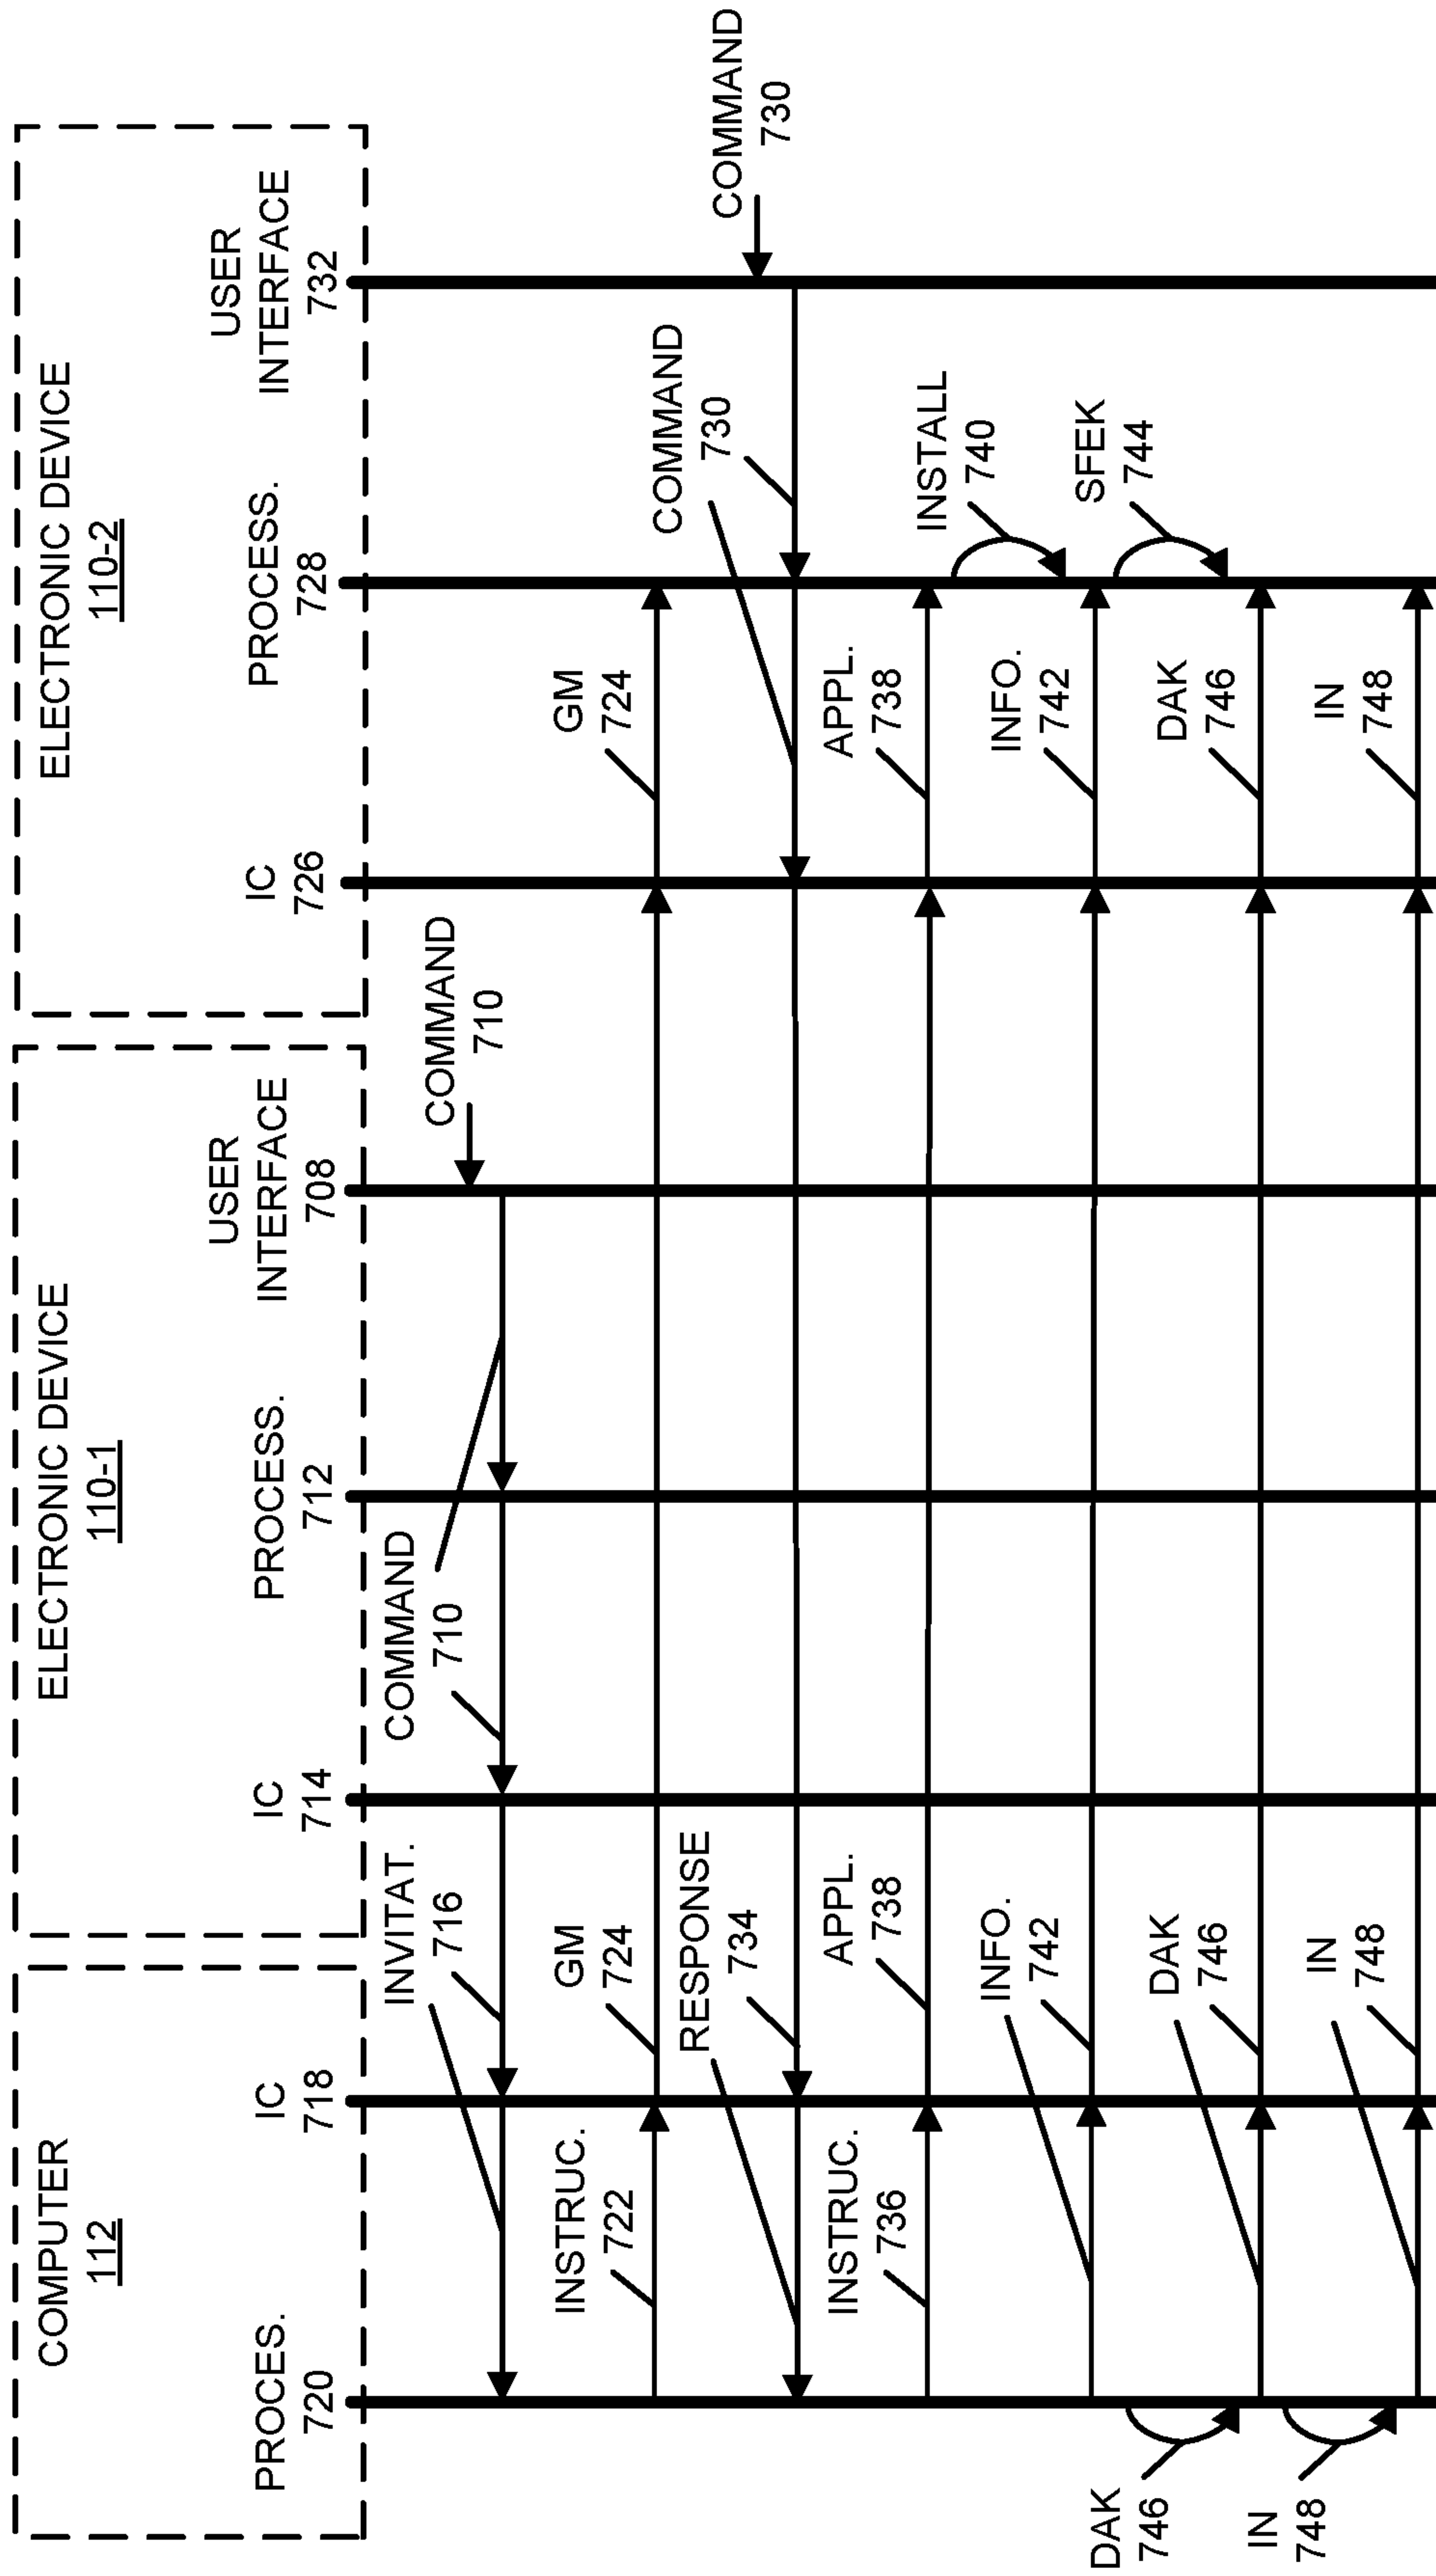 COMPUTER
112
ELECTRONIC DEVICE
110-1
ELECTRONIC DEVICE
110-2
PROCES.
720
IC
718
IC
714
PROCESS.
712
USER
INTERFACE
708
IC
726
PROCESS.
728
USER
INTERFACE
732
INVITAT.
716
COMMAND
710
COMMAND
710
INSTRUC.
722
GM
724
GM
724
RESPONSE
734
COMMAND
730
COMMAND
730
INSTRUC.
736
APPL.
738
APPL.
738
INSTALL
740
INFO.
742
INFO.
742
SFEK
744
DAK
746
DAK
746
DAK
746
IN
748
IN
748
IN
748